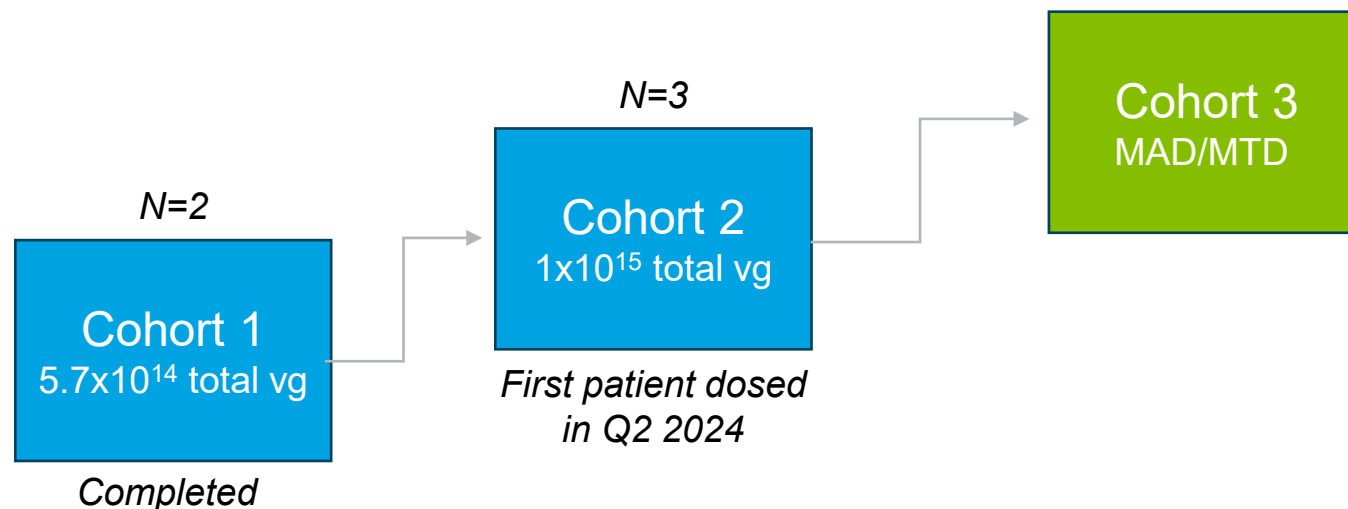 N=2
Cohort 1
5.7x10¹⁴ total vg
Completed
N=3
Cohort 2
1x10¹⁵ total vg
First patient dosed
in Q2 2024
Cohort 3
MAD/MTD